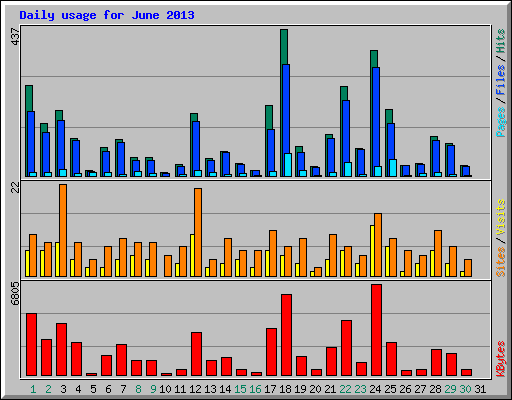 Daily usage for June 2013
437
Pages / Files / Hits
22
Sites / Visits
6805
KBytes
1 2 3 4 5 6 7 8 9 10 11 12 13 14 15 16 17 18 19 20 21 22 23 24 25 26 27 28 29 30 31